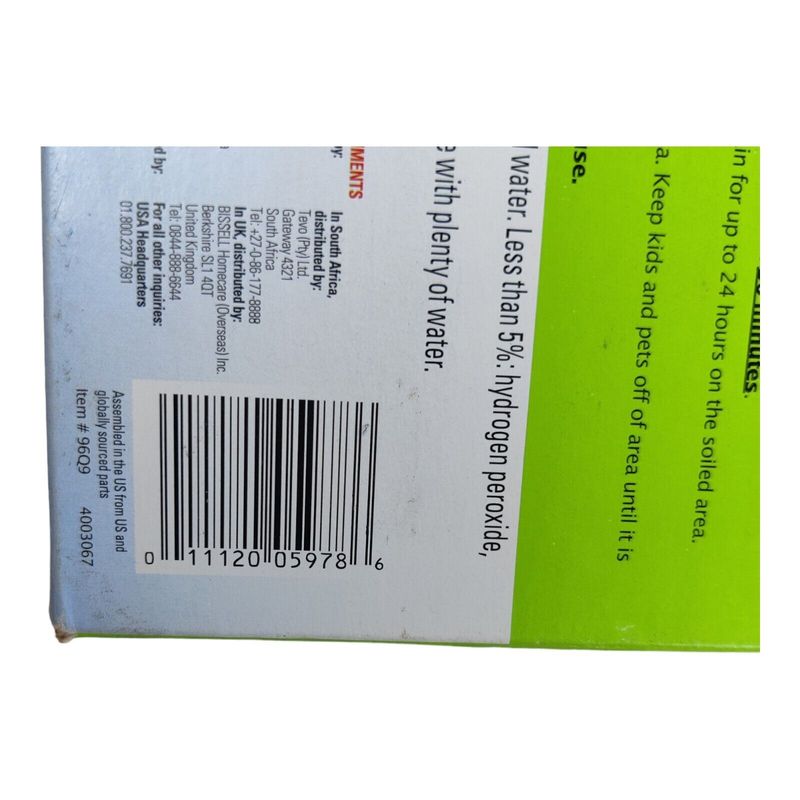 in for up to 24 hours on the soiled area.
a. Keep kids and pets off of area until it is
minutes.
use.
water. Less than 5%: hydrogen peroxide,
with plenty of water.
MENTS
by:
In South Africa,
distributed by:
Tevo (Pty) Ltd.
Gateway 4321
South Africa
Tel: +27-0-86-177-8888
In UK, distributed by:
BISSELL Homecare (Overseas) Inc.
Berkshire SL1 4QT
United Kingdom
Tel: 0844-888-6644
For all other inquiries:
USA Headquarters
01.800.237.7691
d by:
Assembled in the US from US and
globally sourced parts
Item # 96Q9 4003067
0 11120 05978 6